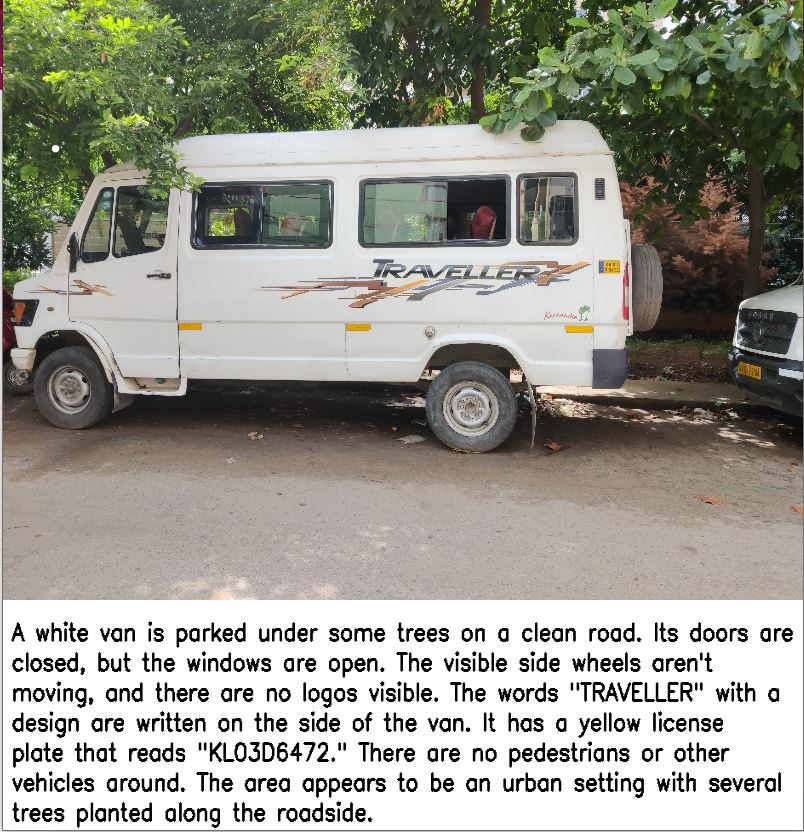 TRAVELLER
Karnataka
A white van is parked under some trees on a clean road. Its doors are
closed, but the windows are open. The visible side wheels aren't
moving, and there are no logos visible. The words "TRAVELLER" with a
design are written on the side of the van. It has a yellow license
plate that reads "KL03D6472." There are no pedestrians or other
vehicles around. The area appears to be an urban setting with several
trees planted along the roadside.